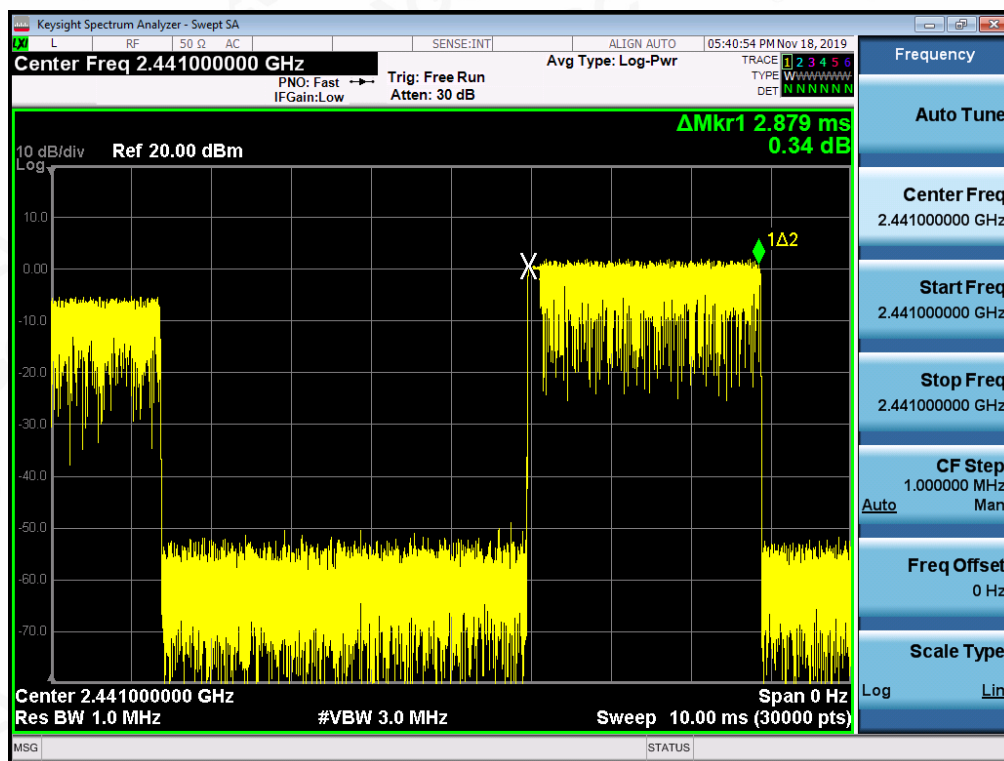 Keysight Spectrum Analyzer - Swept SA
LXI L RF 50 Ω AC SENSE:INT ALIGN AUTO 05:40:54 PM Nov 18, 2019
Center Freq 2.441000000 GHz
PNO: Fast
IFGain:Low
Trig: Free Run
Atten: 30 dB
Avg Type: Log-Pwr
TRACE 1 2 3 4 5 6
TYPE WWWWWWW
DET N N N N N N
Frequency
Auto Tune
Center Freq
2.441000000 GHz
Start Freq
2.441000000 GHz
Stop Freq
2.441000000 GHz
CF Step
1.000000 MHz
Auto Man
Freq Offset
0 Hz
Scale Type
Log Lin
ΔMkr1 2.879 ms
0.34 dB
10 dB/div Ref 20.00 dBm
Log
10.0
0.00
-10.0
-20.0
-30.0
-40.0
-50.0
-60.0
-70.0
X
1Δ2
Center 2.441000000 GHz Span 0 Hz
Res BW 1.0 MHz #VBW 3.0 MHz Sweep 10.00 ms (30000 pts)
MSG STATUS